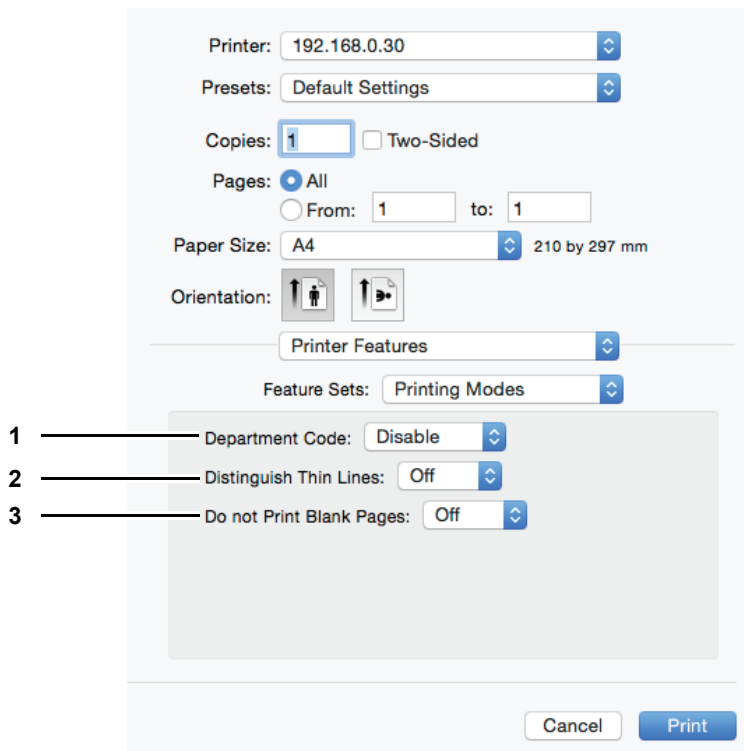 Printer: 192.168.0.30
Presets: Default Settings
Copies: 1 Two-Sided
Pages: All
From: 1 to: 1
Paper Size: A4 210 by 297 mm
Orientation:
Printer Features
Feature Sets: Printing Modes
1 Department Code: Disable
2 Distinguish Thin Lines: Off
3 Do not Print Blank Pages: Off
Cancel Print